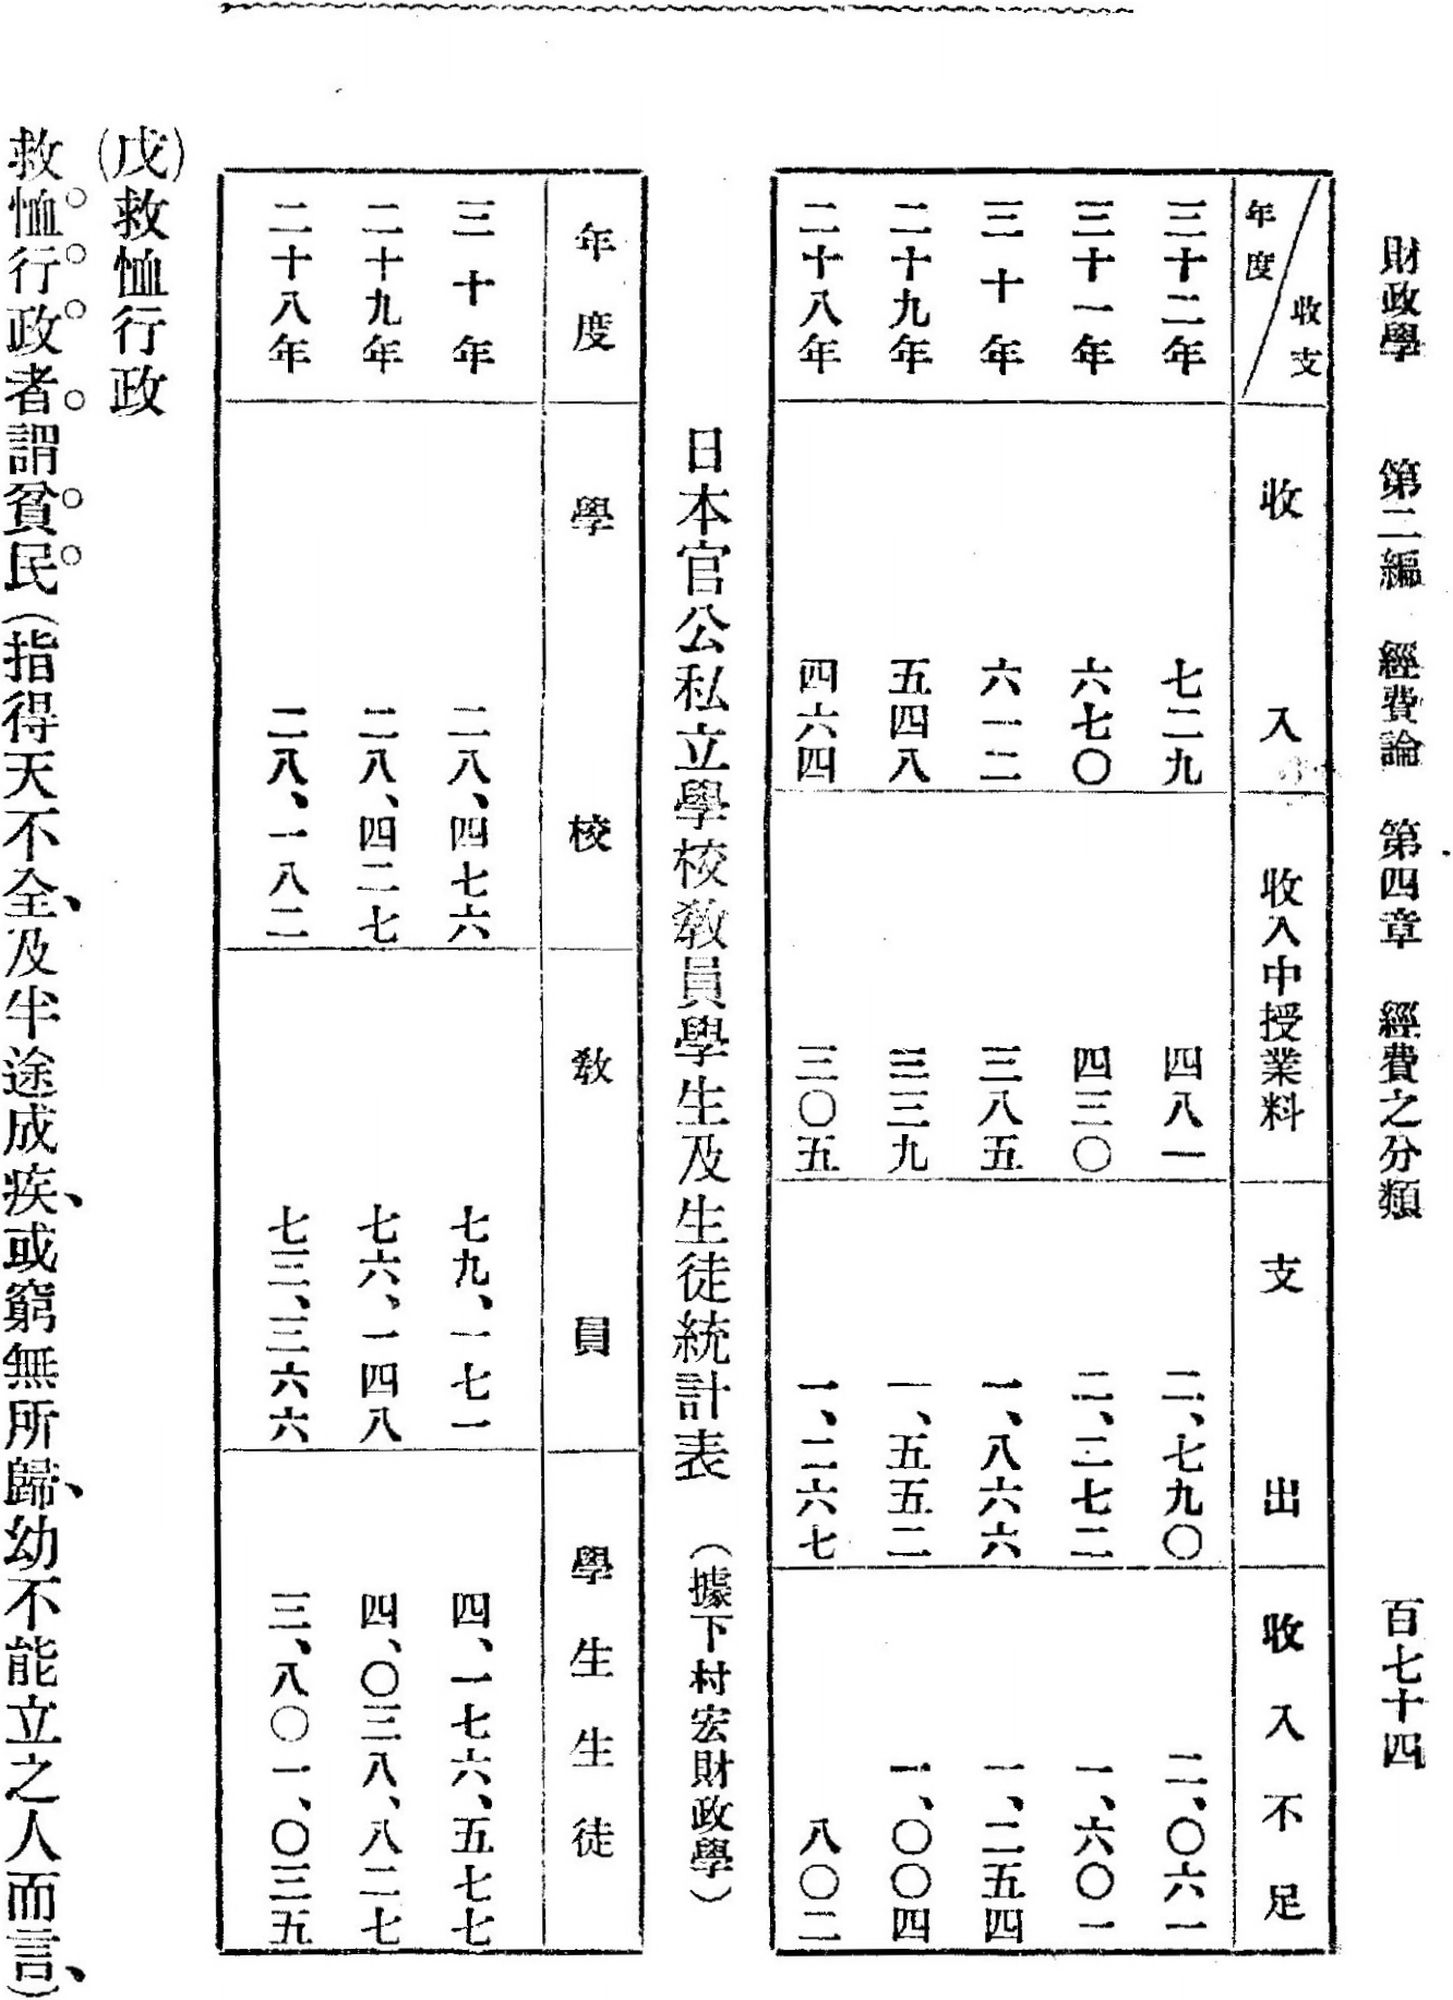 財政學 第二編 經費論 第四章 經費之分類 百七十四
年度 收支 收入 收入中授業料 支出 收入不足
三十二年 七二九 四八一 二、七九〇 二、〇六一
三十一年 六七〇 四三〇 二、二七二 一、六〇一
三十年 六一二 三八五 一、八六六 一、二五四
二十九年 五四八 三三九 一、五五二 一、〇〇四
二十八年 四六四 三〇五 一、二六七 八〇二
日本官公私立學校敎員學生及生徒統計表 (據下村宏財政學)
年度 學校 敎員 學生生徒
三十年 二八、四七六 七九、一七一 四、一七六、五七七
二十九年 二八、四二七 七六、一四八 四、〇三八、八二七
二十八年 二八、一八二 七三、三六六 三、八〇一、〇三五
(戊)救恤行政
救恤行政者謂貧民(指得天不全、及半途成疾、或窮無所歸、幼不能立之人而言、)